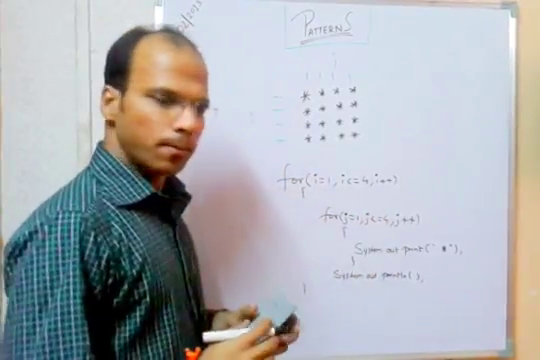 PATTERNS
* * * *
* * * *
* * * *
* * * *
for(i=1, i<=4, i++)
{
for(j=1, j<=4, j++)
{
System out print(" * "),
}
System out println(),
}